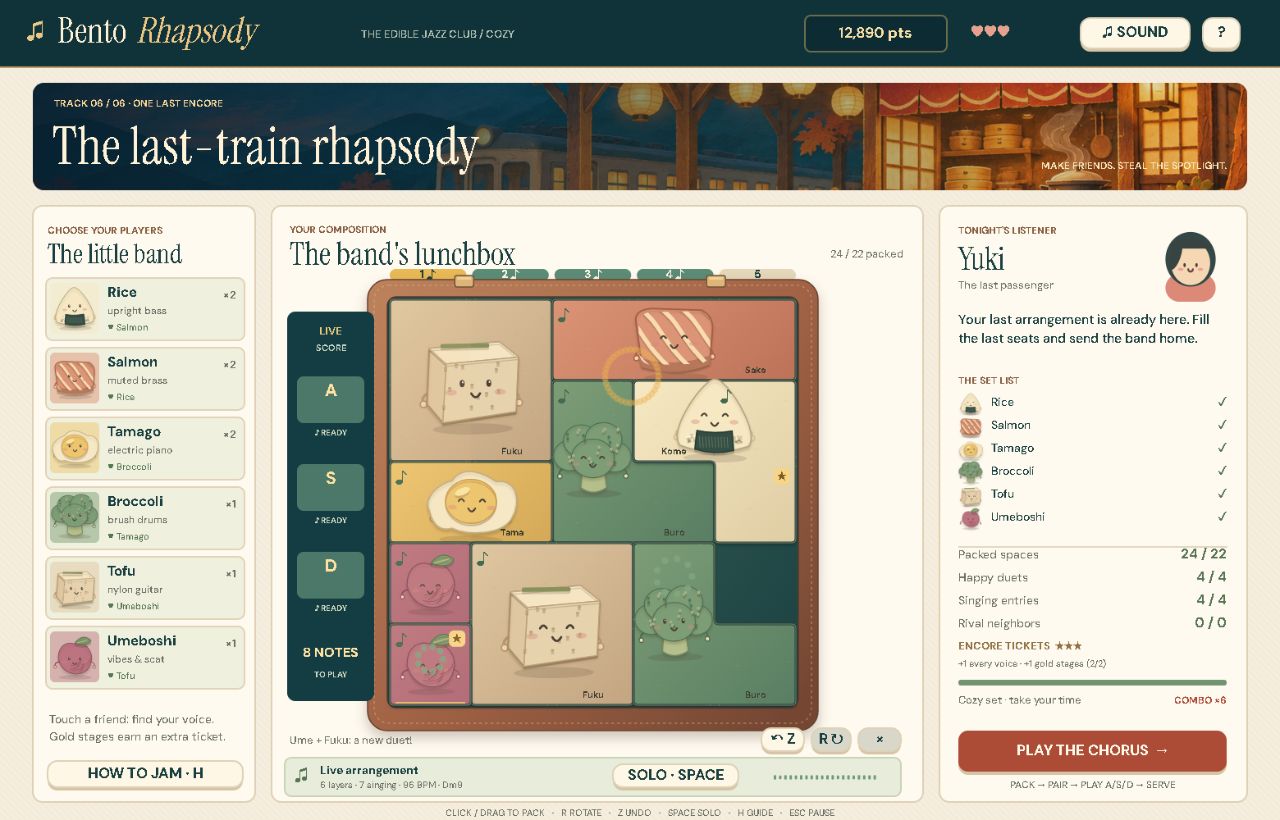 ♫ Bento Rhapsody
THE EDIBLE JAZZ CLUB / COZY
12,890 pts
♥♥♥
♫ SOUND
?
TRACK 06 / 06 · ONE LAST ENCORE
The last-train rhapsody
MAKE FRIENDS. STEAL THE SPOTLIGHT.
CHOOSE YOUR PLAYERS
The little band
Rice
×2
upright bass
♥ Salmon
Salmon
×2
muted brass
♥ Rice
Tamago
×2
electric piano
♥ Broccoli
Broccoli
×1
brush drums
♥ Tamago
Tofu
×1
nylon guitar
♥ Umeboshi
Umeboshi
×1
vibes & scat
♥ Tofu
Touch a friend: find your voice.
Gold stages earn an extra ticket.
HOW TO JAM · H
YOUR COMPOSITION
The band's lunchbox
24 / 22 packed
1♪ 2♪ 3♪ 4♪ 5
LIVE
SCORE
A
♪ READY
S
♪ READY
D
♪ READY
8 NOTES
TO PLAY
Fuku
Sake
Kome
Tama
Buro
Fuku
Buro
Ume + Fuku: a new duet!
↶ Z
R ↻
×
Live arrangement
6 layers · 7 singing · 96 BPM · Dm9
SOLO · SPACE
TONIGHT'S LISTENER
Yuki
The last passenger
Your last arrangement is already here. Fill
the last seats and send the band home.
THE SET LIST
Rice ✓
Salmon ✓
Tamago ✓
Broccoli ✓
Tofu ✓
Umeboshi ✓
Packed spaces 24 / 22
Happy duets 4 / 4
Singing entries 4 / 4
Rival neighbors 0 / 0
ENCORE TICKETS ★★★
+1 every voice · +1 gold stages (2/2)
Cozy set · take your time
COMBO ×6
PLAY THE CHORUS →
PACK → PAIR → PLAY A/S/D → SERVE
CLICK / DRAG TO PACK · R ROTATE · Z UNDO · SPACE SOLO · H GUIDE · ESC PAUSE